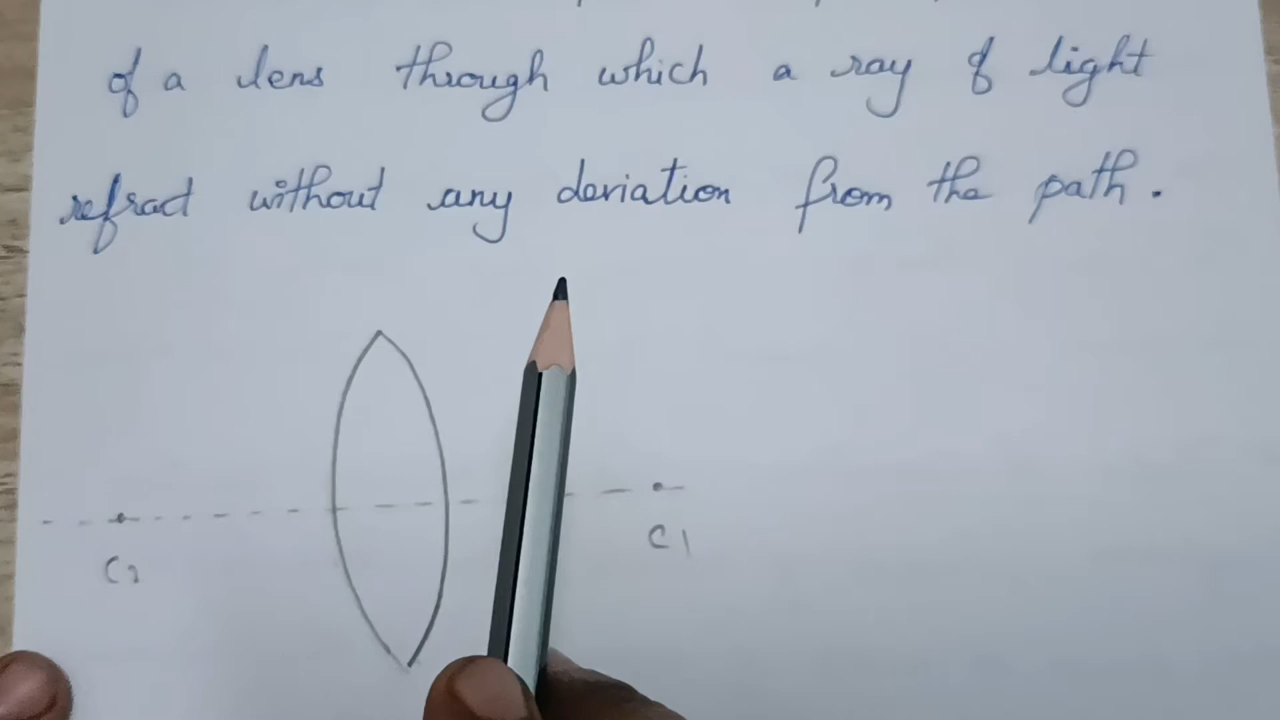 of a lens through which a ray of light
refract without any deviation from the path.
C2 C1